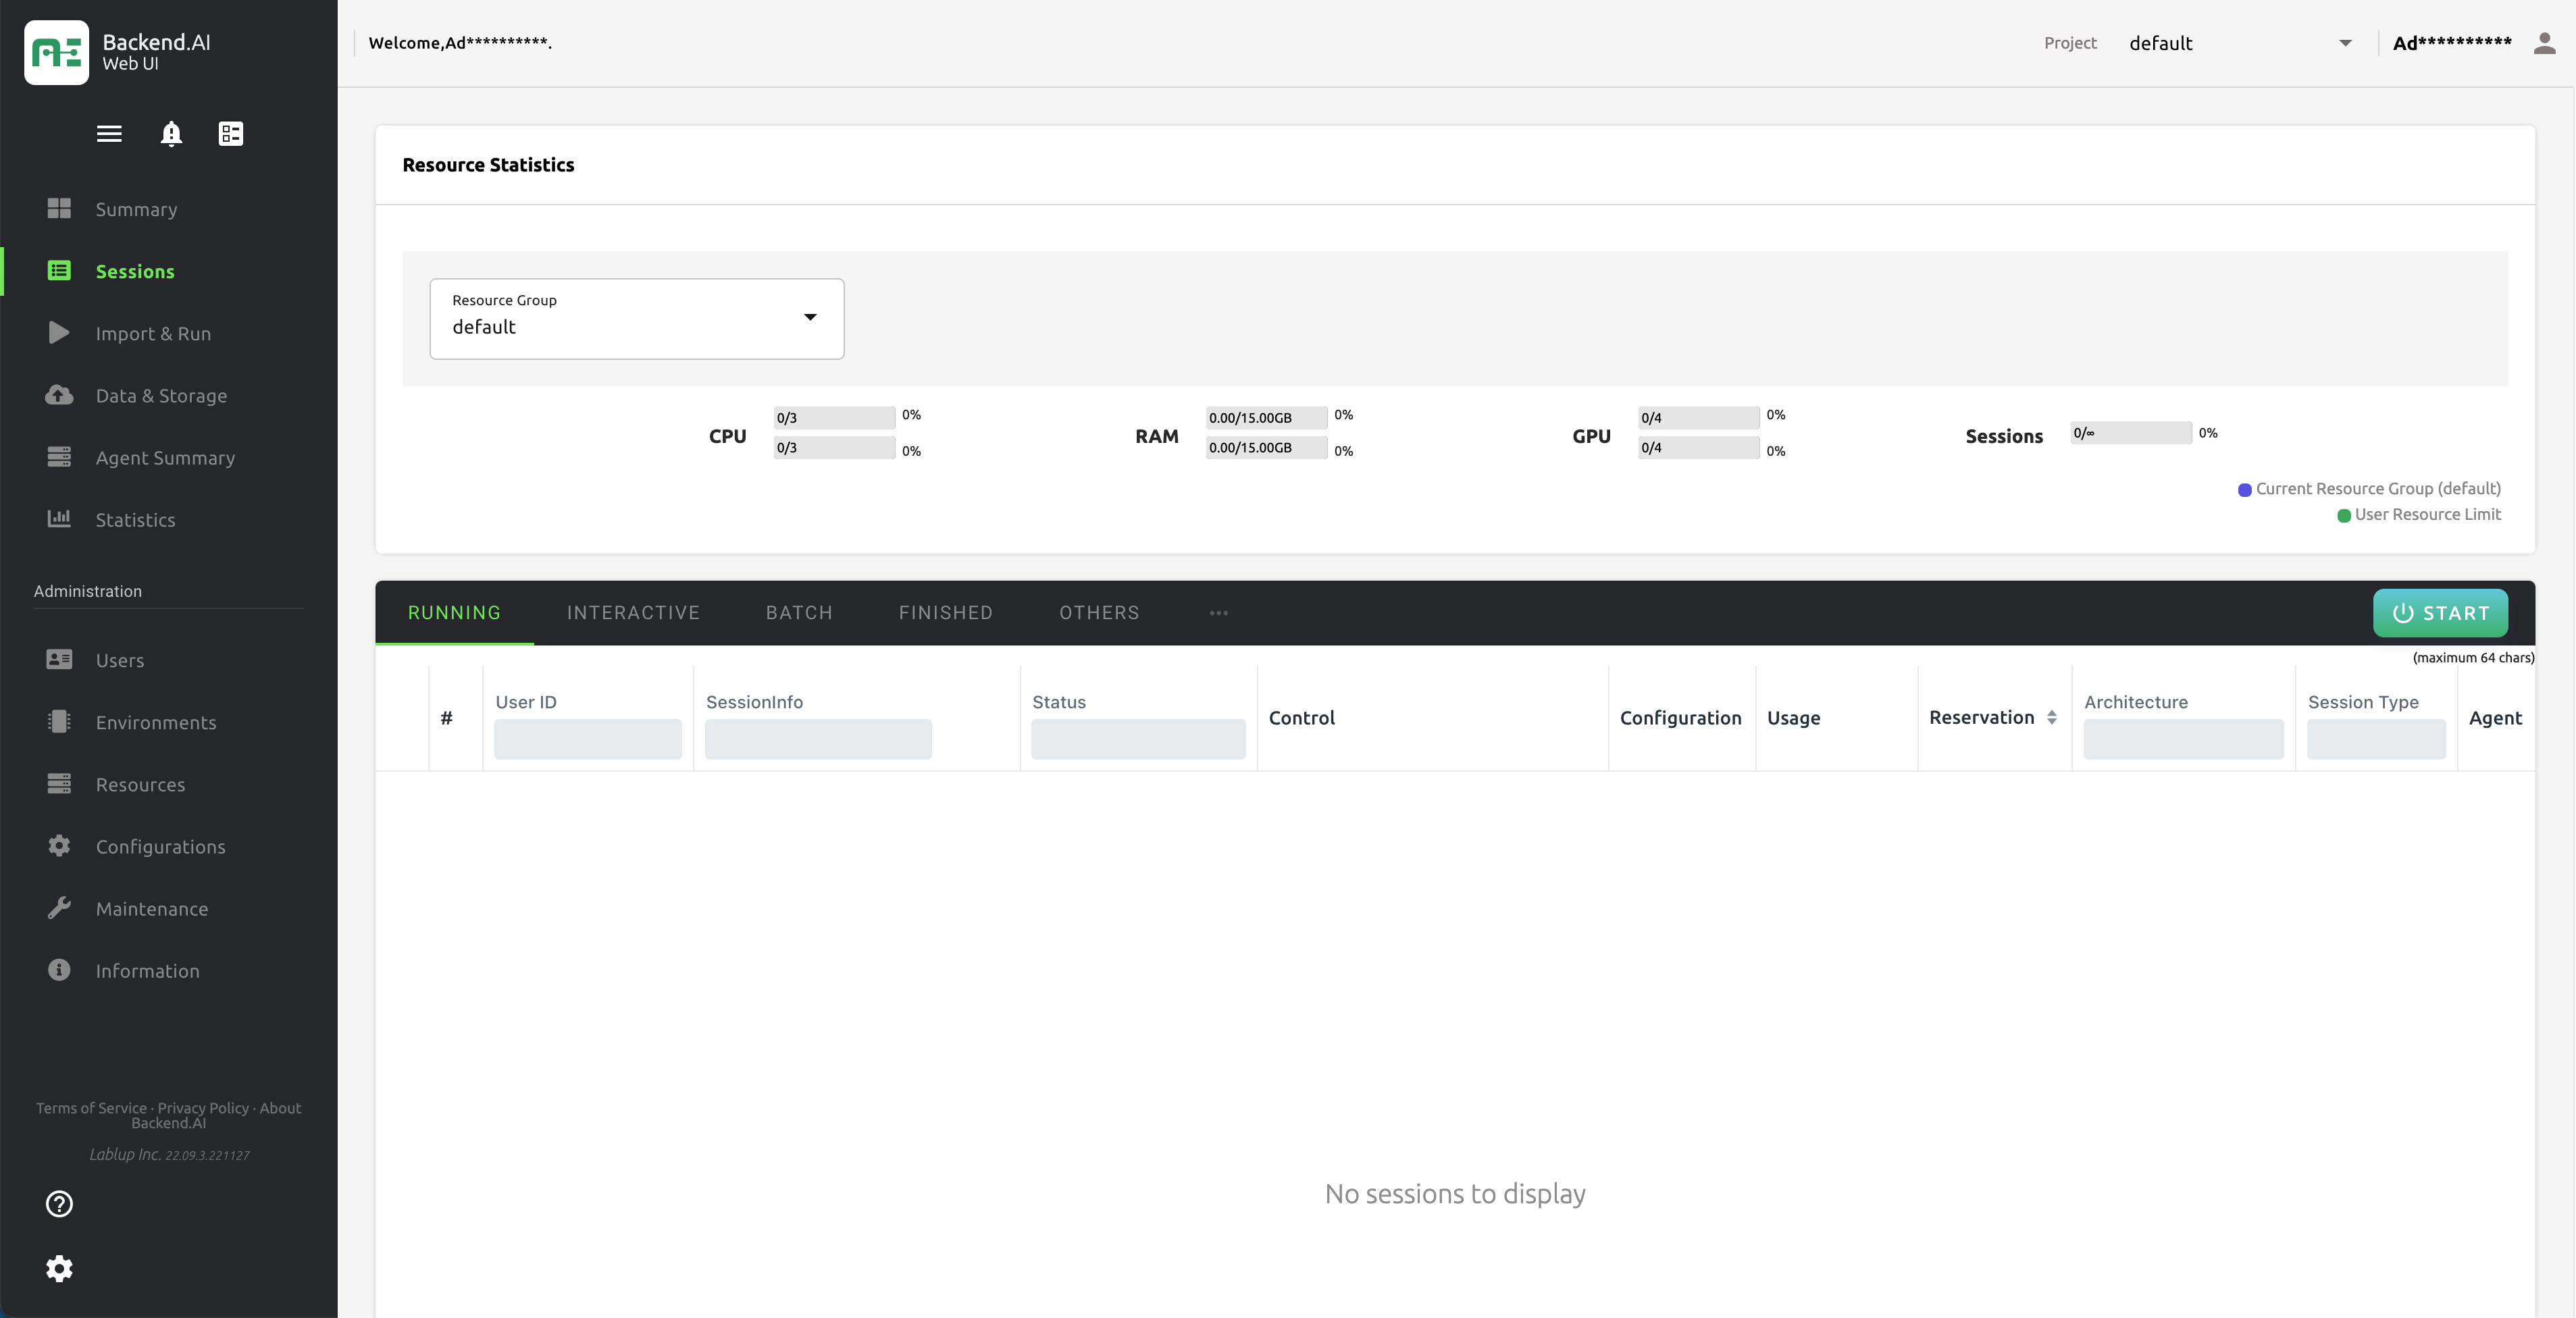 Backend.AI
Web UI
Welcome,Ad**********.
Project
default
Ad**********
Summary
Sessions
Import & Run
Data & Storage
Agent Summary
Statistics
Administration
Users
Environments
Resources
Configurations
Maintenance
Information
Terms of Service · Privacy Policy · About
Backend.AI
Lablup Inc. 22.09.3.221127
Resource Statistics
Resource Group
default
CPU
0/3 0%
0/3 0%
RAM
0.00/15.00GB 0%
0.00/15.00GB 0%
GPU
0/4 0%
0/4 0%
Sessions
0/∞ 0%
Current Resource Group (default)
User Resource Limit
RUNNING INTERACTIVE BATCH FINISHED OTHERS ••• START
(maximum 64 chars)
# User ID SessionInfo Status Control Configuration Usage Reservation Architecture Session Type Agent
No sessions to display